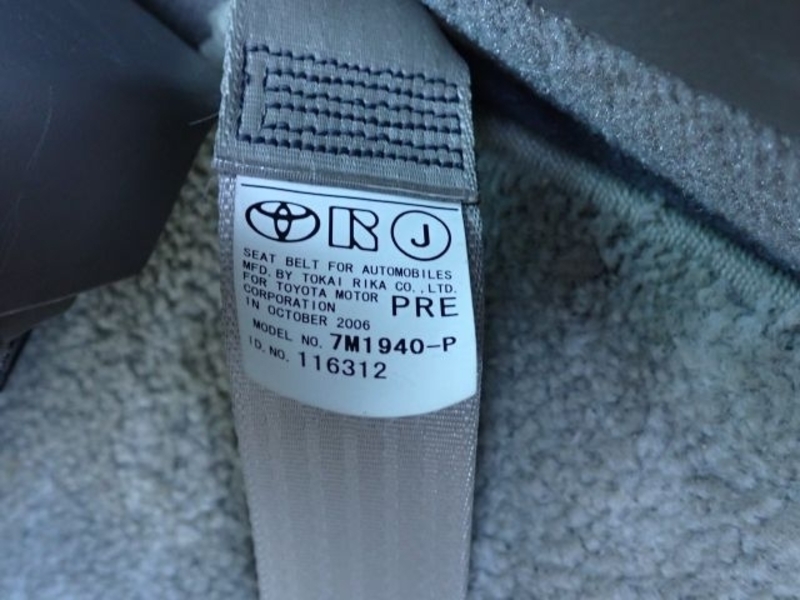 J
SEAT BELT FOR AUTOMOBILES
MFD. BY TOKAI RIKA CO., LTD.
FOR TOYOTA MOTOR
CORPORATION PRE
IN OCTOBER 2006
MODEL NO. 7M1940-P
I D. NO. 116312